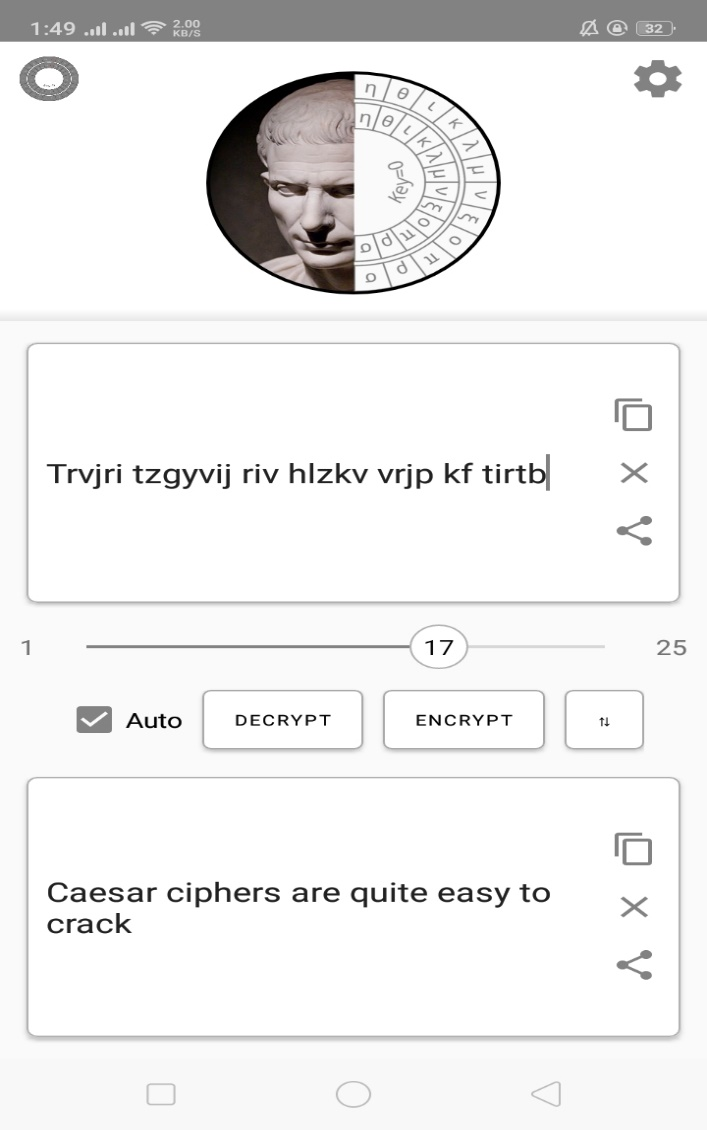 1:49 2.00 KB/S 32
η θ ι κ λ μ ν ξ ο π ρ σ
η θ ι κ λ μ ν ξ ο π ρ σ
Key=0
Trvjri tzgyvij riv hlzkv vrjp kf tirtb
1 17 25
Auto DECRYPT ENCRYPT ⇅
Caesar ciphers are quite easy to
crack